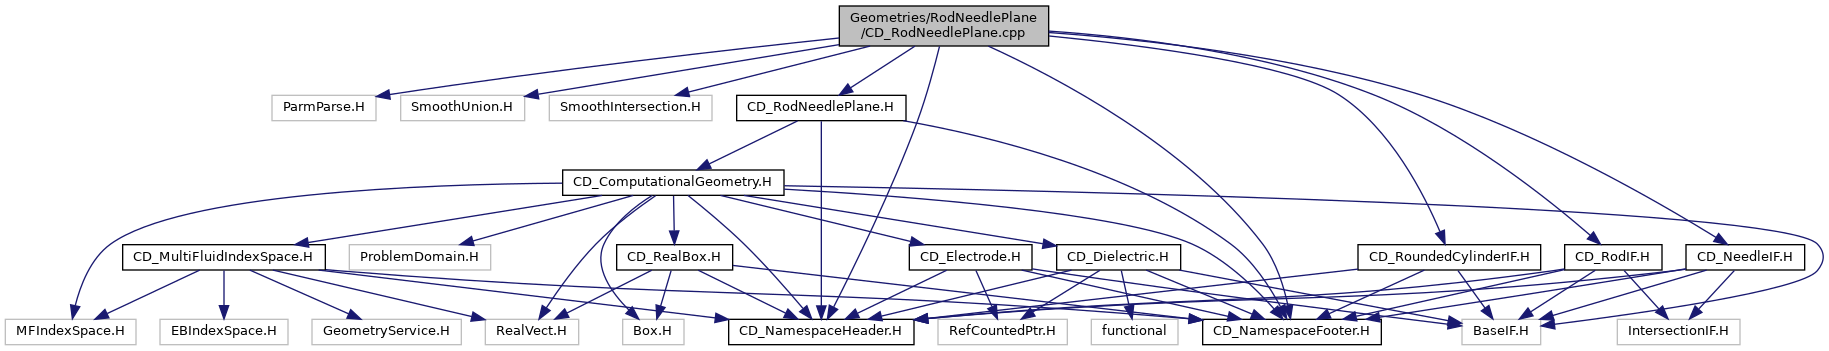 Geometries/RodNeedlePlane
/CD_RodNeedlePlane.cpp
ParmParse.H
SmoothUnion.H
SmoothIntersection.H
CD_RodNeedlePlane.H
CD_ComputationalGeometry.H
CD_MultiFluidIndexSpace.H
ProblemDomain.H
CD_RealBox.H
CD_Electrode.H
CD_Dielectric.H
CD_RoundedCylinderIF.H
CD_RodIF.H
CD_NeedleIF.H
MFIndexSpace.H
EBIndexSpace.H
GeometryService.H
RealVect.H
Box.H
CD_NamespaceHeader.H
RefCountedPtr.H
functional
CD_NamespaceFooter.H
BaseIF.H
IntersectionIF.H